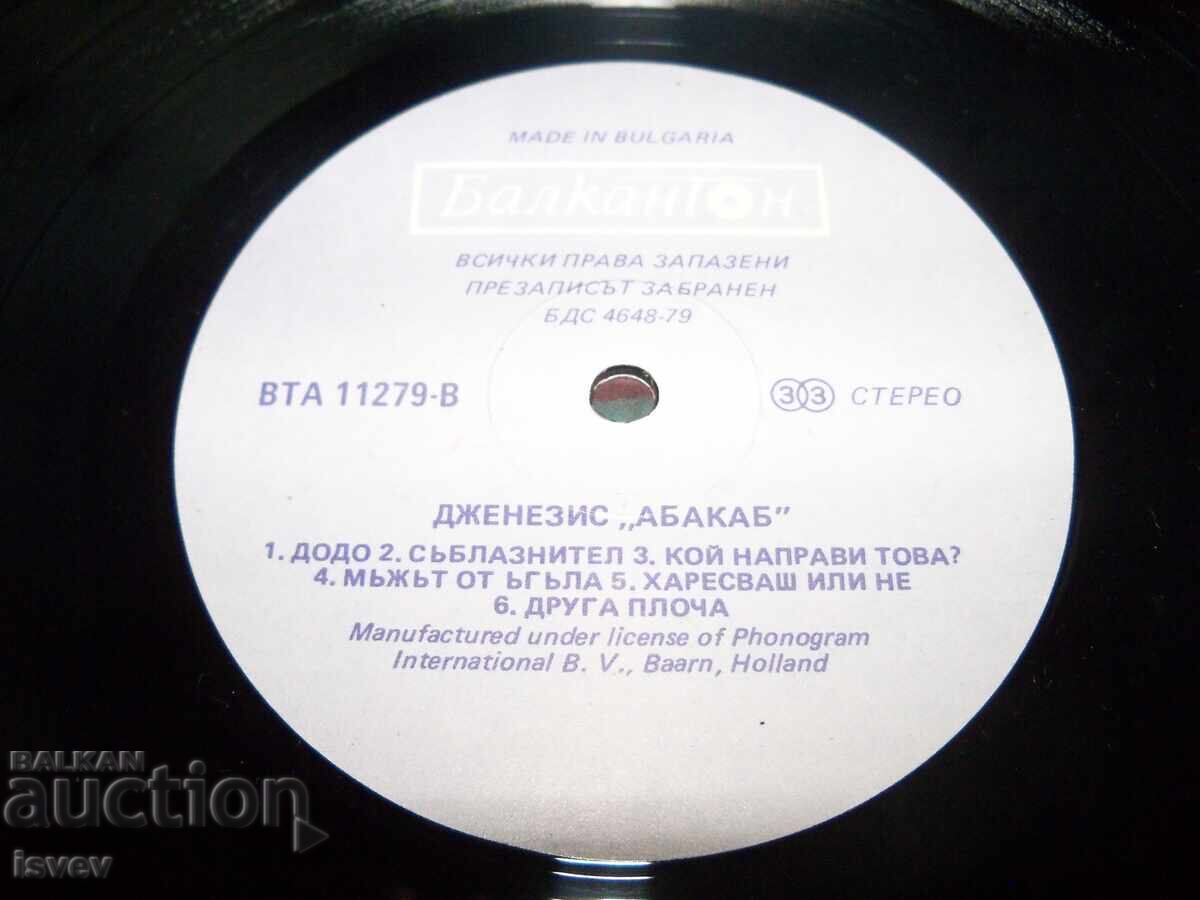 MADE IN BULGARIA
Балкантон
ВСИЧКИ ПРАВА ЗАПАЗЕНИ
ПРЕЗАПИСЪТ ЗАБРАНЕН
БДС 4648-79
ВТА 11279-В
33 СТЕРЕО
ДЖЕНЕЗИС „АБАКАБ”
1. ДОДО 2. СЪБЛАЗНИТЕЛ 3. КОЙ НАПРАВИ ТОВА?
4. МЪЖЪТ ОТ ЪГЪЛА 5. ХАРЕСВАШ ИЛИ НЕ
6. ДРУГА ПЛОЧА
Manufactured under license of Phonogram
International B. V., Baarn, Holland
BALKAN
auction
isvev